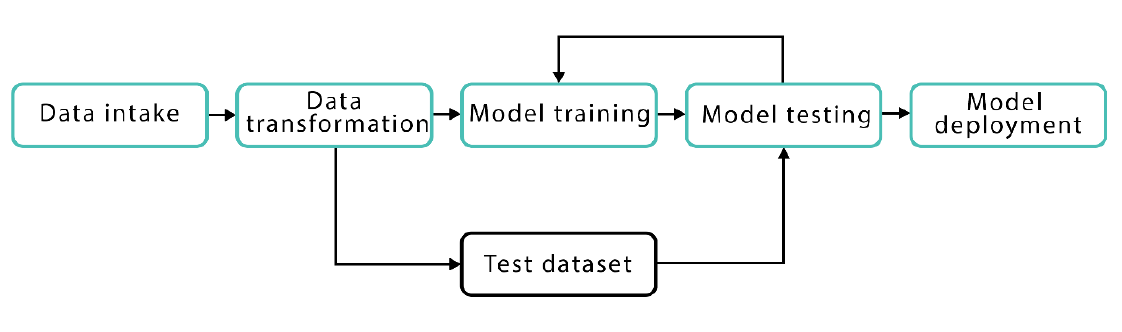 Data intake
Data
transformation
Model training
Model testing
Model
deployment
Test dataset